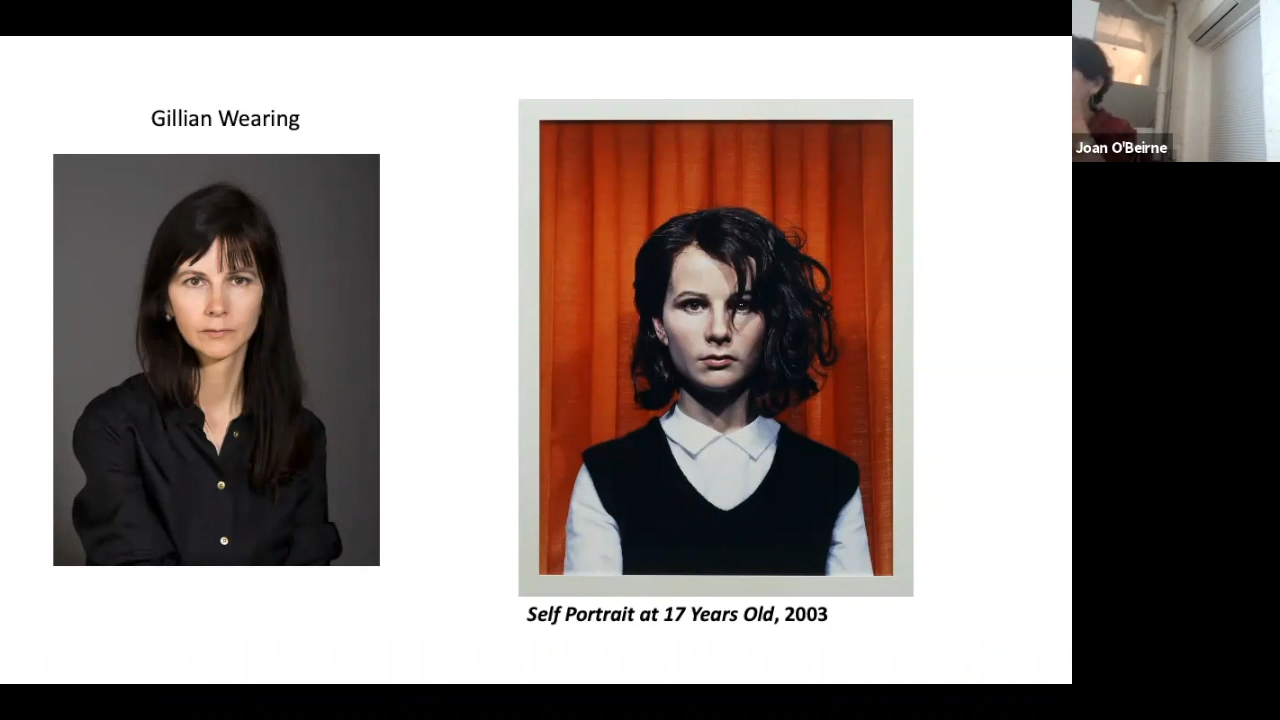 Gillian Wearing
Self Portrait at 17 Years Old, 2003
Joan O'Beirne